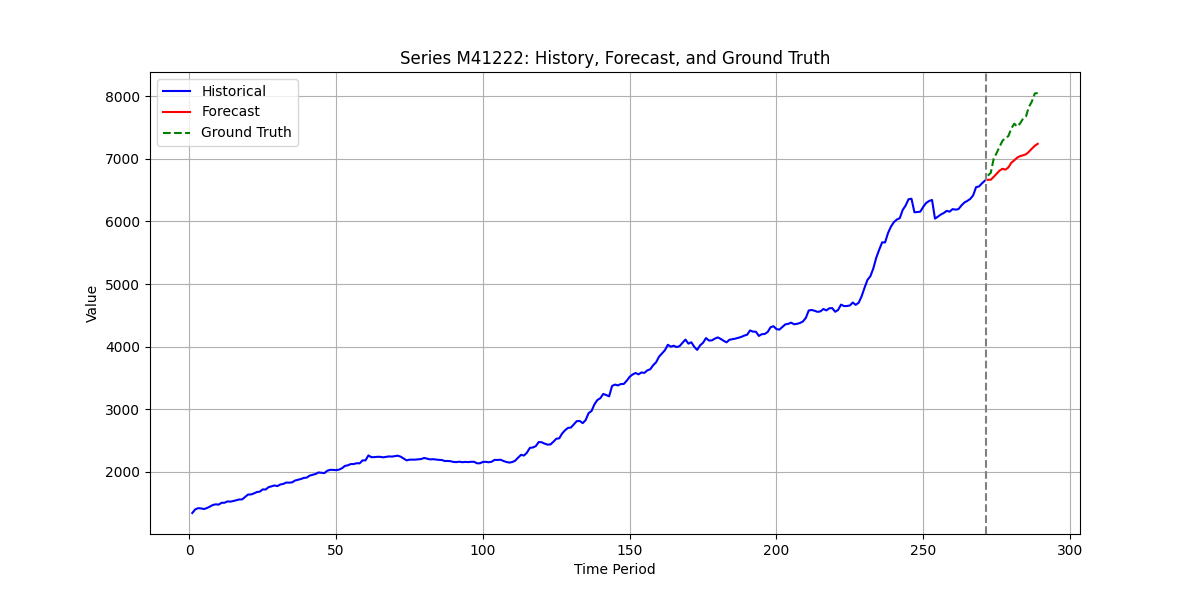 Series M41222: History, Forecast, and Ground Truth
Historical
Forecast
Ground Truth
8000
7000
6000
5000
4000
3000
2000
Value
0 50 100 150 200 250 300
Time Period